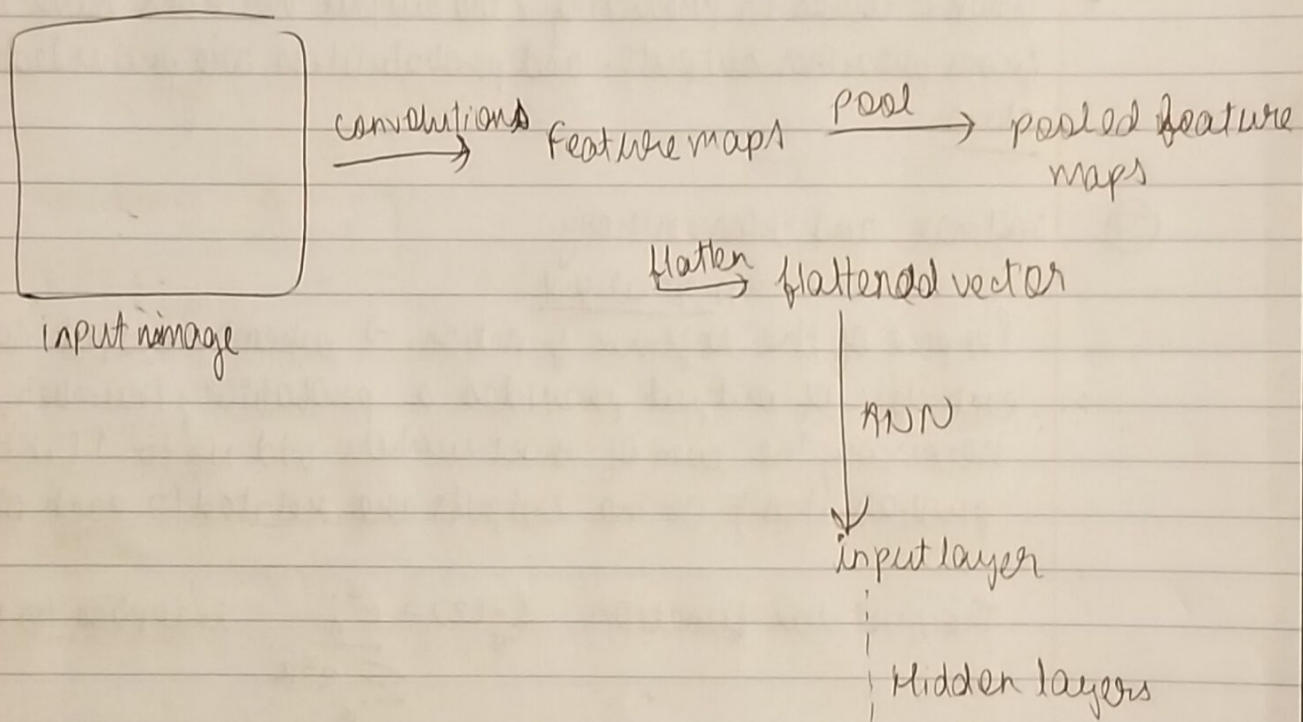 convolutions
feature maps
pool
pooled feature
maps
flatten
flattened vector
input image
ANN
input layer
Hidden layers